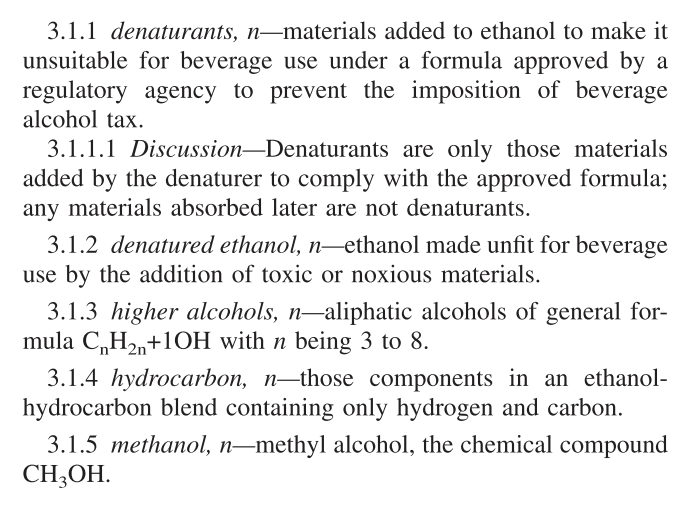 3.1.1 denaturants, n—materials added to ethanol to make it
unsuitable for beverage use under a formula approved by a
regulatory agency to prevent the imposition of beverage
alcohol tax.
3.1.1.1 Discussion—Denaturants are only those materials
added by the denaturer to comply with the approved formula;
any materials absorbed later are not denaturants.
3.1.2 denatured ethanol, n—ethanol made unfit for beverage
use by the addition of toxic or noxious materials.
3.1.3 higher alcohols, n—aliphatic alcohols of general for-
mula CₙH₂ₙ+1OH with n being 3 to 8.
3.1.4 hydrocarbon, n—those components in an ethanol-
hydrocarbon blend containing only hydrogen and carbon.
3.1.5 methanol, n—methyl alcohol, the chemical compound
CH₃OH.